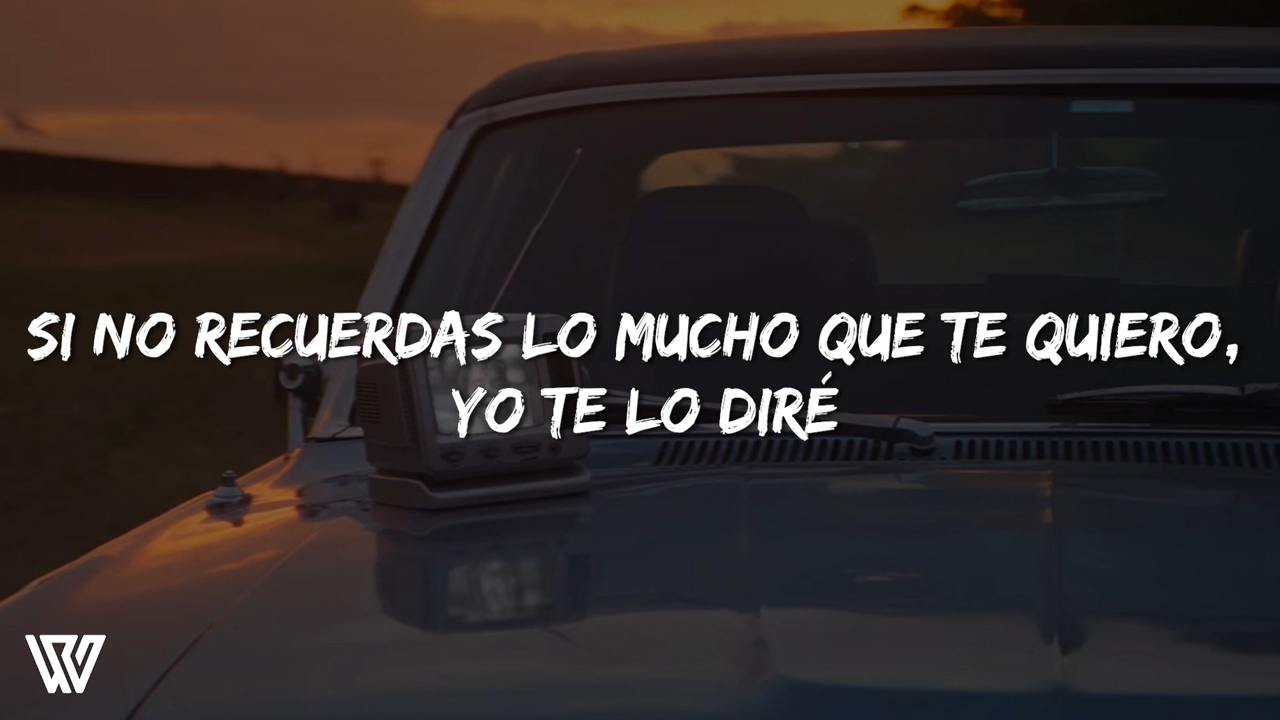 SI NO RECUERDAS LO MUCHO QUE TE QUIERO,
YO TE LO DIRÉ